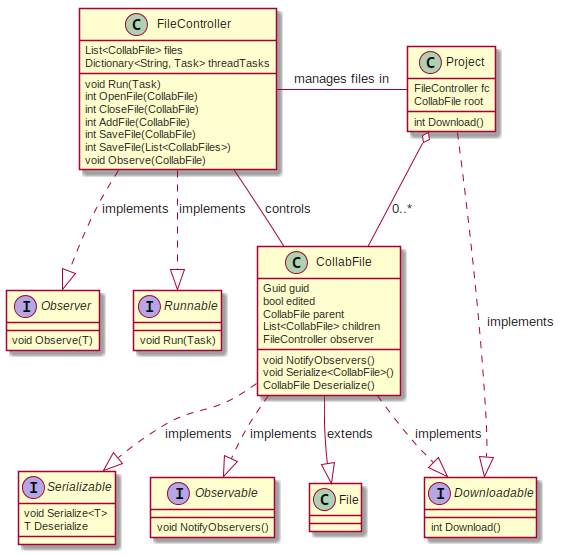 C FileController
List<CollabFile> files
Dictionary<String, Task> threadTasks
void Run(Task)
int OpenFile(CollabFile)
int CloseFile(CollabFile)
int AddFile(CollabFile)
int SaveFile(CollabFile)
int SaveFile(List<CollabFiles>)
void Observe(CollabFile)
manages files in
C Project
FileController fc
CollabFile root
int Download()
implements
implements
controls
0..*
I Observer
void Observe(T)
I Runnable
void Run(Task)
C CollabFile
Guid guid
bool edited
CollabFile parent
List<CollabFile> children
FileController observer
void NotifyObservers()
void Serialize<CollabFile>()
CollabFile Deserialize()
implements
implements
implements
extends
implements
I Serializable
void Serialize<T>
T Deserialize
I Observable
void NotifyObservers()
C File
I Downloadable
int Download()